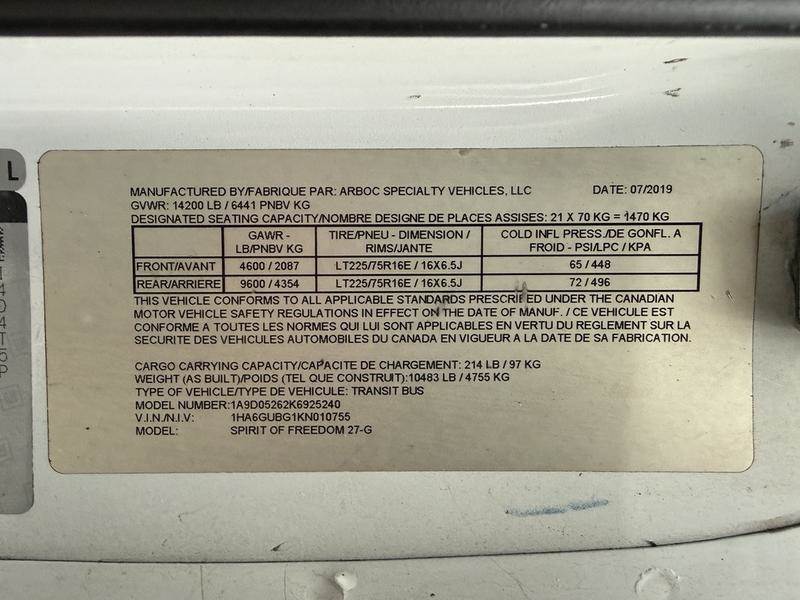 MANUFACTURED BY/FABRIQUE PAR: ARBOC SPECIALTY VEHICLES, LLC DATE: 07/2019
GVWR: 14200 LB / 6441 PNBV KG
DESIGNATED SEATING CAPACITY/NOMBRE DESIGNE DE PLACES ASSISES: 21 X 70 KG = 1470 KG
GAWR - LB/PNBV KG TIRE/PNEU - DIMENSION / RIMS/JANTE COLD INFL PRESS./DE GONFL. A FROID - PSI/LPC / KPA
FRONT/AVANT 4600 / 2087 LT225/75R16E / 16X6.5J 65 / 448
REAR/ARRIERE 9600 / 4354 LT225/75R16E / 16X6.5J 72 / 496
THIS VEHICLE CONFORMS TO ALL APPLICABLE STANDARDS PRESCRIFED UNDER THE CANADIAN
MOTOR VEHICLE SAFETY REGULATIONS IN EFFECT ON THE DATE OF MANUF. / CE VEHICULE EST
CONFORME A TOUTES LES NORMES QUI LUI SONT APPLICABLES EN VERTU DU REGLEMENT SUR LA
SECURITE DES VEHICULES AUTOMOBILES DU CANADA EN VIGUEUR A LA DATE DE SA FABRICATION.
CARGO CARRYING CAPACITY/CAPACITE DE CHARGEMENT: 214 LB / 97 KG
WEIGHT (AS BUILT)/POIDS (TEL QUE CONSTRUIT):10483 LB / 4755 KG
TYPE OF VEHICLE/TYPE DE VEHICULE: TRANSIT BUS
MODEL NUMBER:1A9D05262K6925240
V.I.N./N.I.V: 1HA6GUBG1KN010755
MODEL: SPIRIT OF FREEDOM 27-G
L